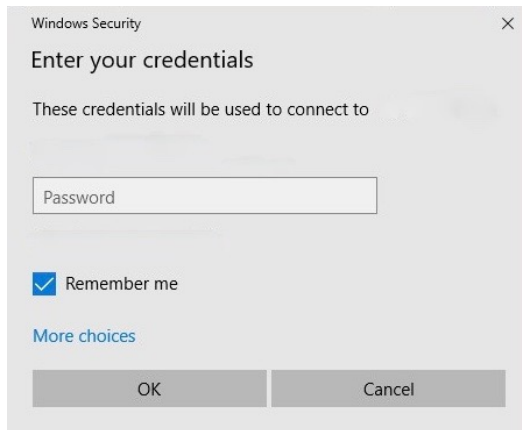 Windows Security
Enter your credentials
These credentials will be used to connect to
Password
Remember me
More choices
OK
Cancel